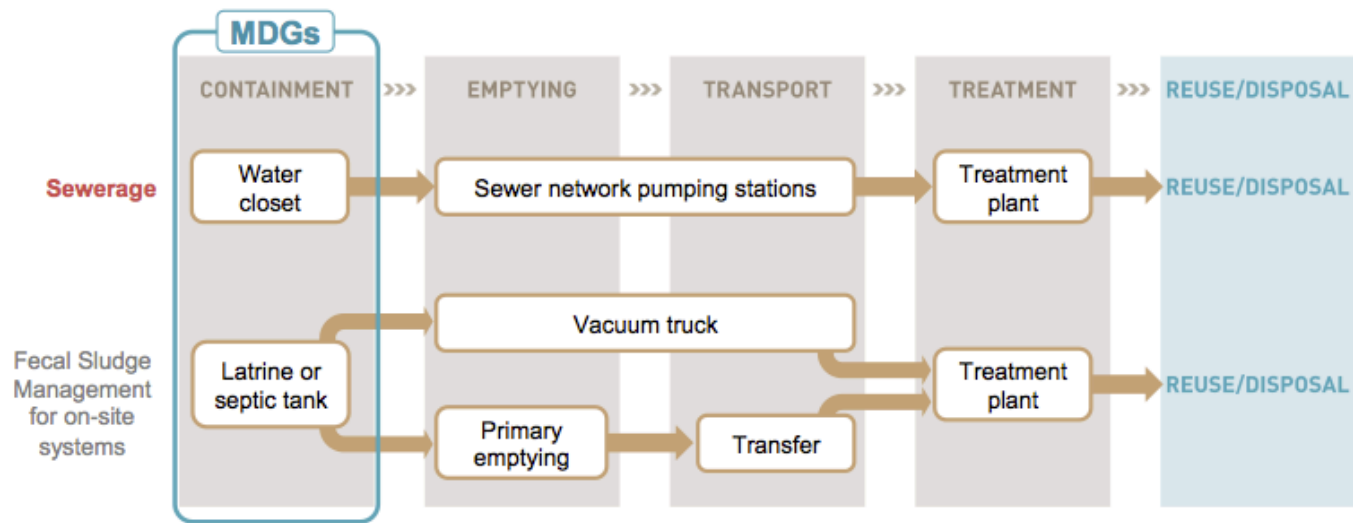 MDGs
CONTAINMENT >>> EMPTYING >>> TRANSPORT >>> TREATMENT >>> REUSE/DISPOSAL
Sewerage
Water
closet
Sewer network pumping stations
Treatment
plant
REUSE/DISPOSAL
Fecal Sludge
Management
for on-site
systems
Latrine or
septic tank
Vacuum truck
Primary
emptying
Transfer
Treatment
plant
REUSE/DISPOSAL